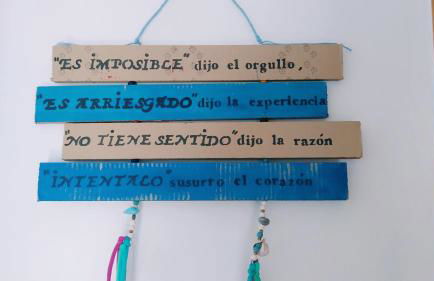 "ES IMPOSIBLE" dijo el orgullo,
"ES ARRIESGADO" dijo la experiencia
"NO TIENE SENTIDO" dijo la razón
"INTENTALO" susurro el corazón